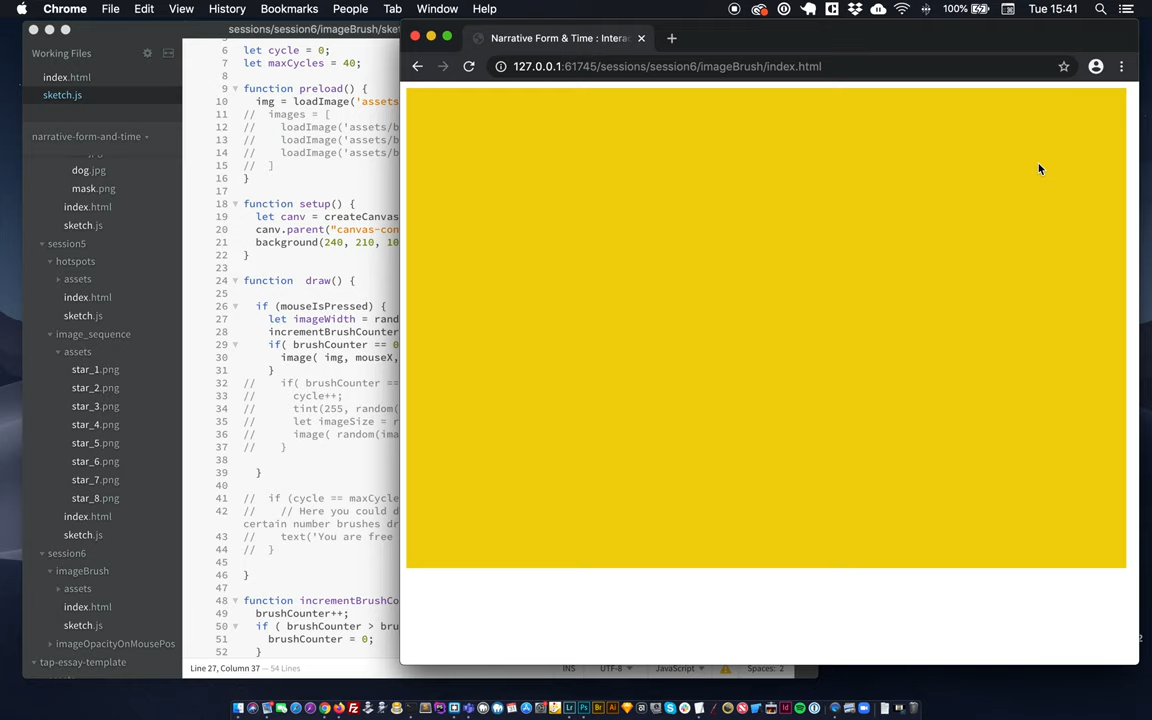 Chrome File Edit View History Bookmarks People Tab Window Help 100% Tue 15:41
sessions/session6/imageBrush/sket
Working Files
index.html
sketch.js
narrative-form-and-time
dog.jpg
mask.png
index.html
sketch.js
session5
hotspots
assets
index.html
sketch.js
image_sequence
assets
star_1.png
star_2.png
star_3.png
star_4.png
star_5.png
star_6.png
star_7.png
star_8.png
index.html
sketch.js
session6
imageBrush
assets
index.html
sketch.js
imageOpacityOnMousePos
tap-essay-template
6 let cycle = 0;
7 let maxCycles = 40;
8
9 function preload() {
10 img = loadImage('assets
11 // images = [
12 // loadImage('assets/b
13 // loadImage('assets/b
14 // loadImage('assets/b
15 // ]
16 }
17
18 function setup() {
19 let canv = createCanvas
20 canv.parent("canvas-con
21 background(240, 210, 10
22 }
23
24 function draw() {
25
26 if (mouseIsPressed) {
27 let imageWidth = rand
28 incrementBrushCounter
29 if( brushCounter == 0
30 image( img, mouseX,
31 }
32 // if( brushCounter ==
33 // cycle++;
34 // tint(255, random(
35 // let imageSize = r
36 // image( random(ima
37 // }
38
39 }
40
41 // if (cycle == maxCycle
42 // // Here you could d
certain number brushes dr
43 // text('You are free
44 // }
45
46 }
47
48 function incrementBrushCo
49 brushCounter++;
50 if ( brushCounter > bru
51 brushCounter = 0;
52 }
Line 27, Column 37 — 54 Lines
INS UTF-8 JavaScript Spaces: 2
Narrative Form & Time : Intera
127.0.0.1:61745/sessions/session6/imageBrush/index.html